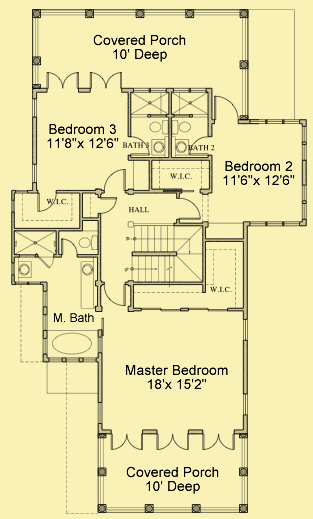 Covered Porch
10' Deep
Bedroom 3
11'8"x 12'6"
BATH 3
BATH 2
Bedroom 2
11'6"x 12'6"
W.I.C.
W.I.C.
HALL
W.I.C.
M. Bath
Master Bedroom
18'x 15'2"
Covered Porch
10' Deep